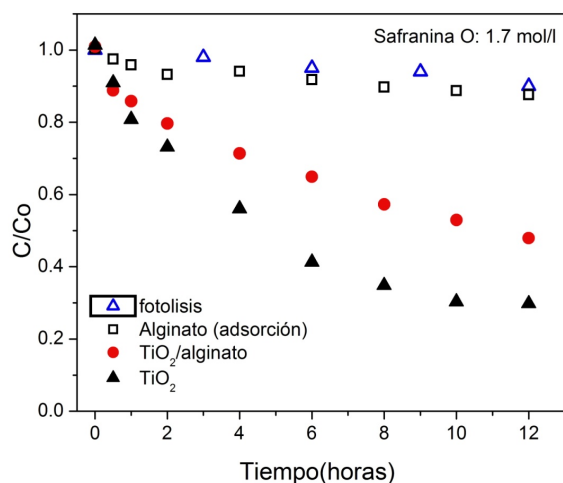 Safranina O: 1.7 mol/l
1.0
0.8
0.6
0.4
0.2
0.0
C/Co
fotolisis
Alginato (adsorción)
TiO₂/alginato
TiO₂
0 2 4 6 8 10 12
Tiempo(horas)